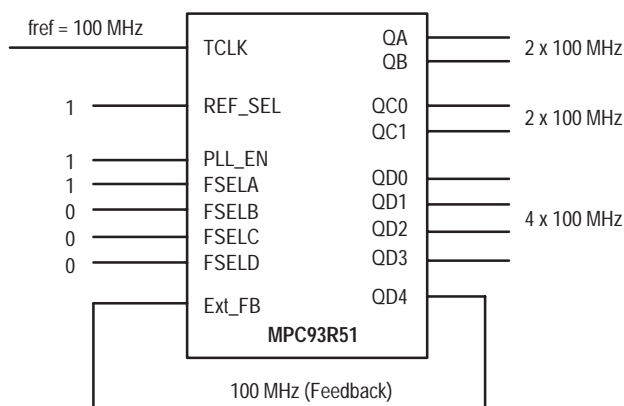 fref = 100 MHz
TCLK
QA
QB
2 x 100 MHz
1
REF_SEL
QC0
QC1
2 x 100 MHz
1
PLL_EN
1
FSELA
QD0
0
FSELB
QD1
0
FSELC
QD2
4 x 100 MHz
0
FSELD
QD3
Ext_FB
QD4
MPC93R51
100 MHz (Feedback)